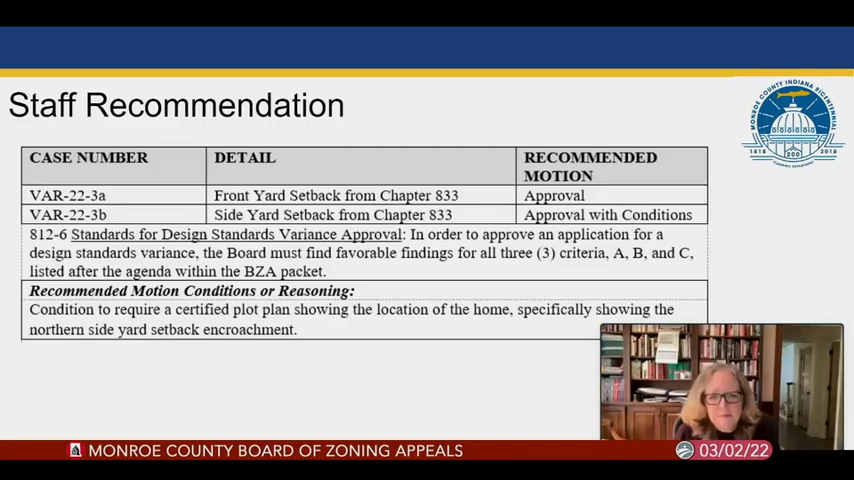 Staff Recommendation
MONROE COUNTY INDIANA BICENTENNIAL
1818
200
2018
PLANNING DEPARTMENT
CASE NUMBER DETAIL RECOMMENDED
MOTION
VAR-22-3a Front Yard Setback from Chapter 833 Approval
VAR-22-3b Side Yard Setback from Chapter 833 Approval with Conditions
812-6 Standards for Design Standards Variance Approval: In order to approve an application for a
design standards variance, the Board must find favorable findings for all three (3) criteria, A, B, and C,
listed after the agenda within the BZA packet.
Recommended Motion Conditions or Reasoning:
Condition to require a certified plot plan showing the location of the home, specifically showing the
northern side yard setback encroachment.
MONROE COUNTY BOARD OF ZONING APPEALS
03/02/22